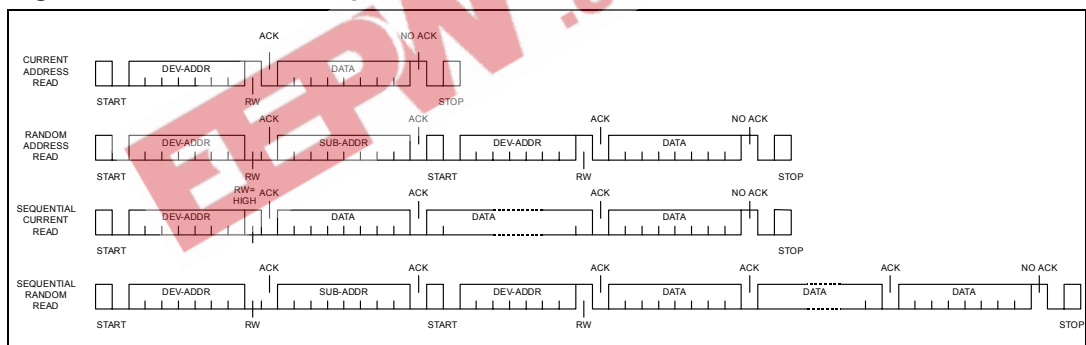 ACK NO ACK
CURRENT
ADDRESS
READ
DEV-ADDR DATA
START RW STOP
ACK ACK ACK NO ACK
RANDOM
ADDRESS
READ
DEV-ADDR SUB-ADDR DEV-ADDR DATA
START RW START RW STOP
RW=
HIGH
ACK ACK ACK NO ACK
SEQUENTIAL
CURRENT
READ
DEV-ADDR DATA DATA DATA
START STOP
ACK ACK ACK ACK ACK NO ACK
SEQUENTIAL
RANDOM
READ
DEV-ADDR SUB-ADDR DEV-ADDR DATA DATA DATA
START RW START RW STOP
EEPW